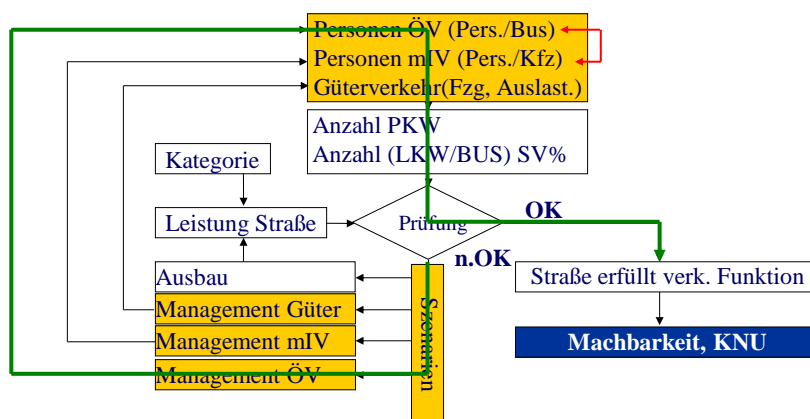 Personen ÖV (Pers./Bus)
Personen mIV (Pers./Kfz)
Güterverkehr(Fzg, Auslast.)
Anzahl PKW
Anzahl (LKW/BUS) SV%
Kategorie
Leistung Straße
Prüfung
OK
n.OK
Ausbau
Management Güter
Management mIV
Management ÖV
Szenarien
Straße erfüllt verk. Funktion
Machbarkeit, KNU